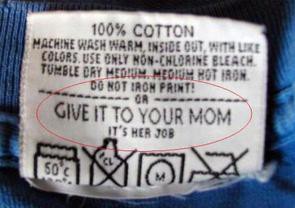 100% COTTON
MACHINE WASH WARM, INSIDE OUT, WITH LIKE
COLORS. USE ONLY NON-CHLORINE BLEACH.
TUMBLE DRY MEDIUM. MEDIUM HOT IRON.
DO NOT IRON PRINT!
OR
GIVE IT TO YOUR MOM
IT'S HER JOB
CL
M